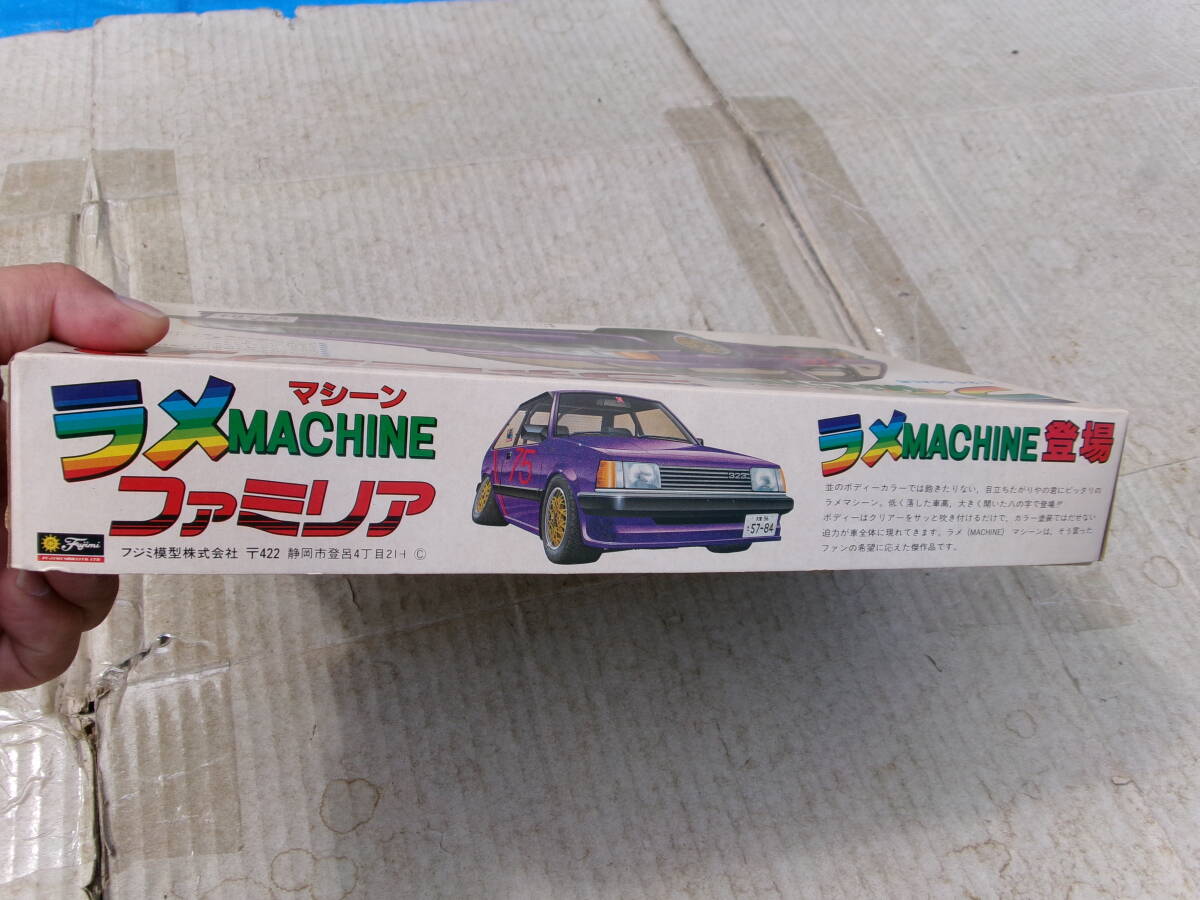 マシーン
ラメMACHINE
ファミリア
Fujimi
フジミ模型株式会社 〒422 静岡市登呂4丁目21-1 ©
75
323
57-84
ラメMACHINE登場
並のボディーカラーでは飽きたりない、目立ちたがりやの君にピッタリの
ラメマシーン。低く落した車高、大きく開いた八の字で登場!!
ボディーはクリアーをサッと吹き付けるだけで、カラー塗装ではだせない
迫力が車全体に現れてきます。ラメ(MACHINE)マシーンは、そう言った
ファンの希望に応えた傑作品です。